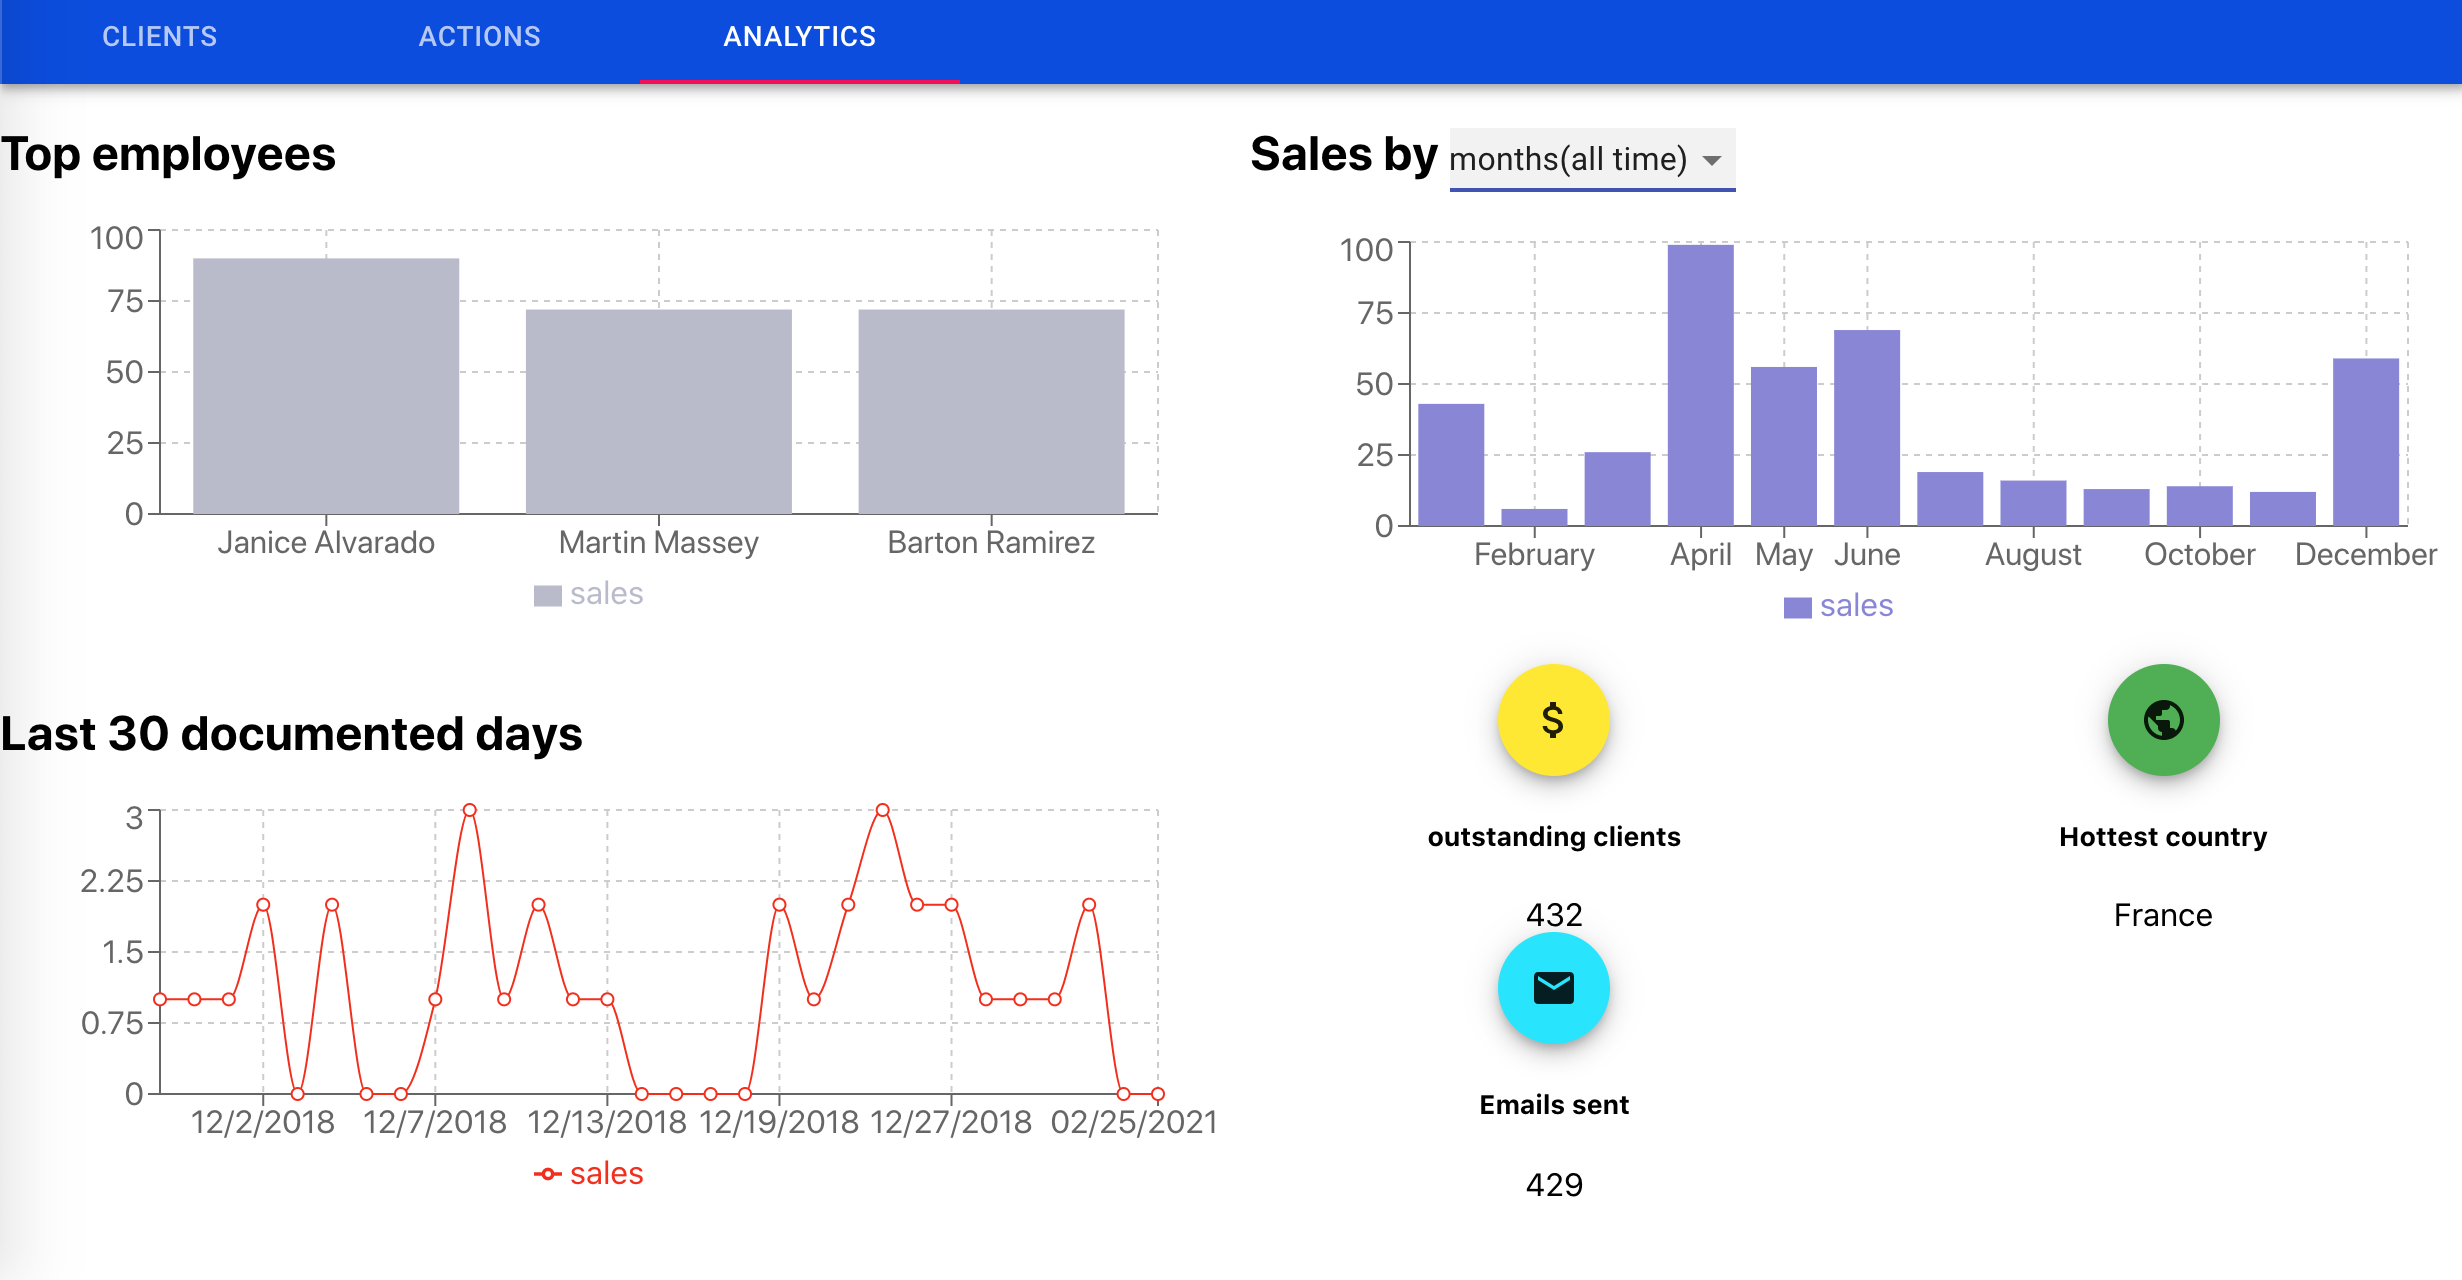 CLIENTS ACTIONS ANALYTICS
Top employees
100
75
50
25
0
Janice Alvarado Martin Massey Barton Ramirez
sales
Sales by months(all time)
100
75
50
25
0
February April May June August October December
sales
Last 30 documented days
3
2.25
1.5
0.75
0
12/2/2018 12/7/2018 12/13/2018 12/19/2018 12/27/2018 02/25/2021
sales
$
outstanding clients
432
Hottest country
France
Emails sent
429